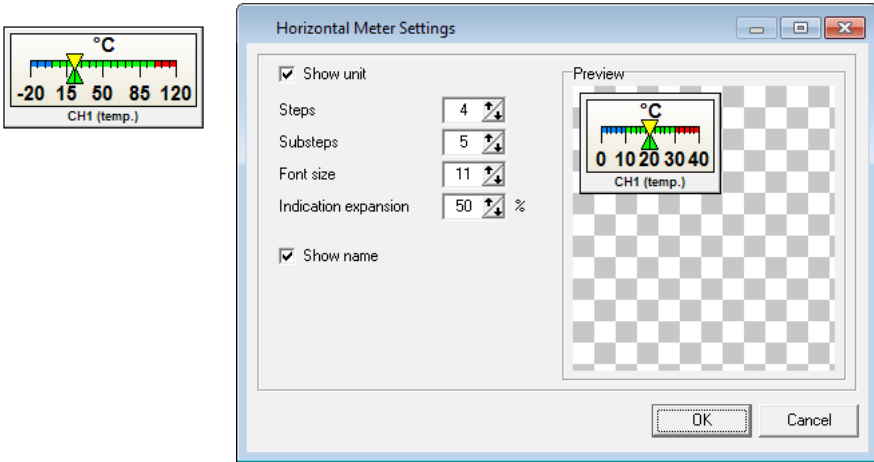 °C
-20 15 50 85 120
CH1 (temp.)
Horizontal Meter Settings
Show unit
Steps 4
Substeps 5
Font size 11
Indication expansion 50 %
Show name
Preview
°C
0 10 20 30 40
CH1 (temp.)
OK Cancel